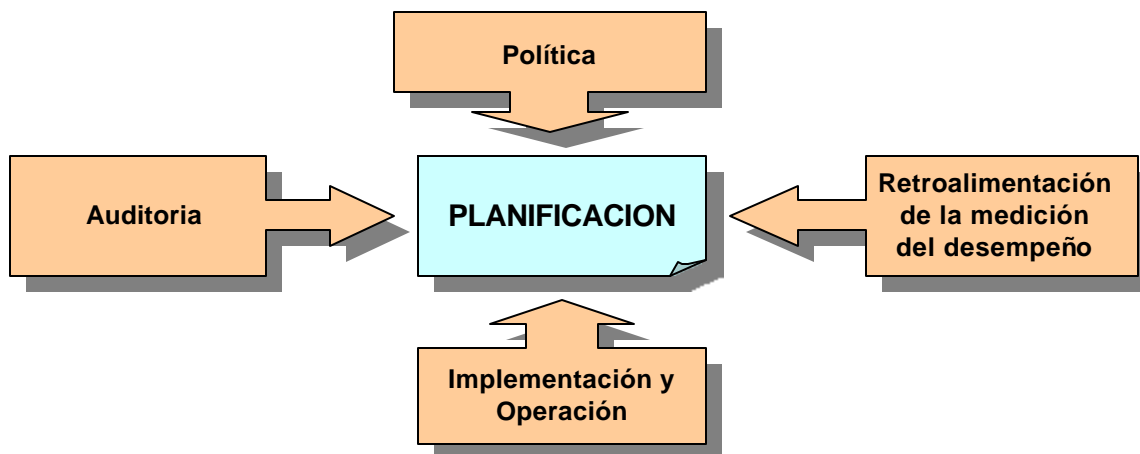 Política
Auditoria
PLANIFICACION
Retroalimentación
de la medición
del desempeño
Implementación y
Operación